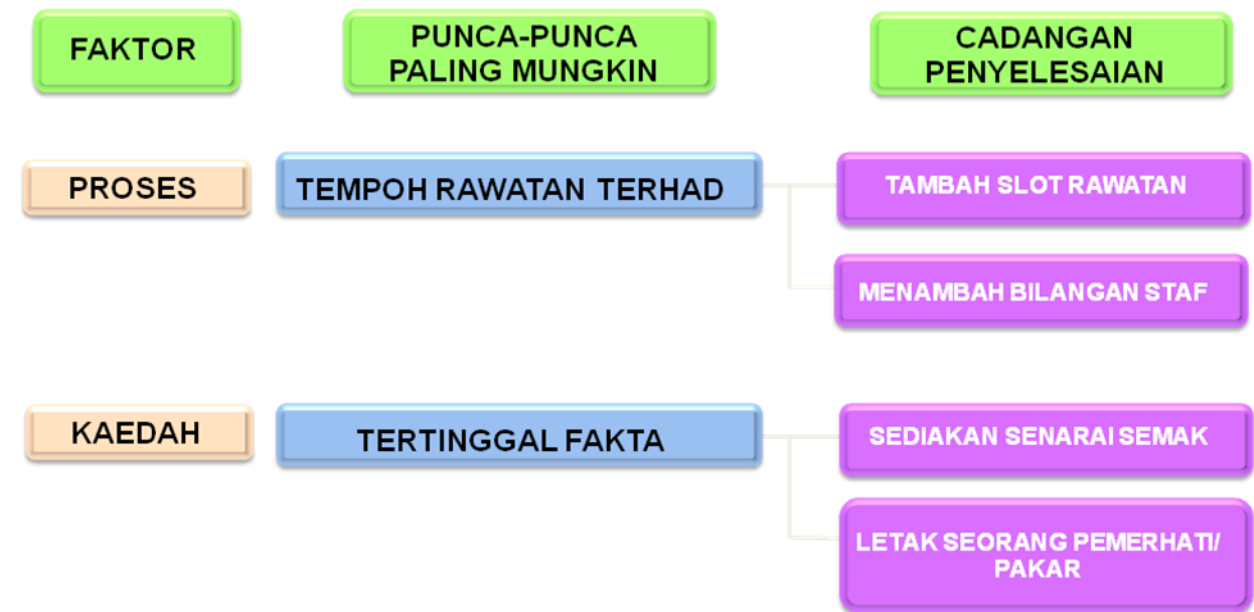 FAKTOR
PUNCA-PUNCA
PALING MUNGKIN
CADANGAN
PENYELESAIAN
PROSES
TEMPOH RAWATAN TERHAD
TAMBAH SLOT RAWATAN
MENAMBAH BILANGAN STAF
KAEDAH
TERTINGGAL FAKTA
SEDIAKAN SENARAI SEMAK
LETAK SEORANG PEMERHATI/
PAKAR